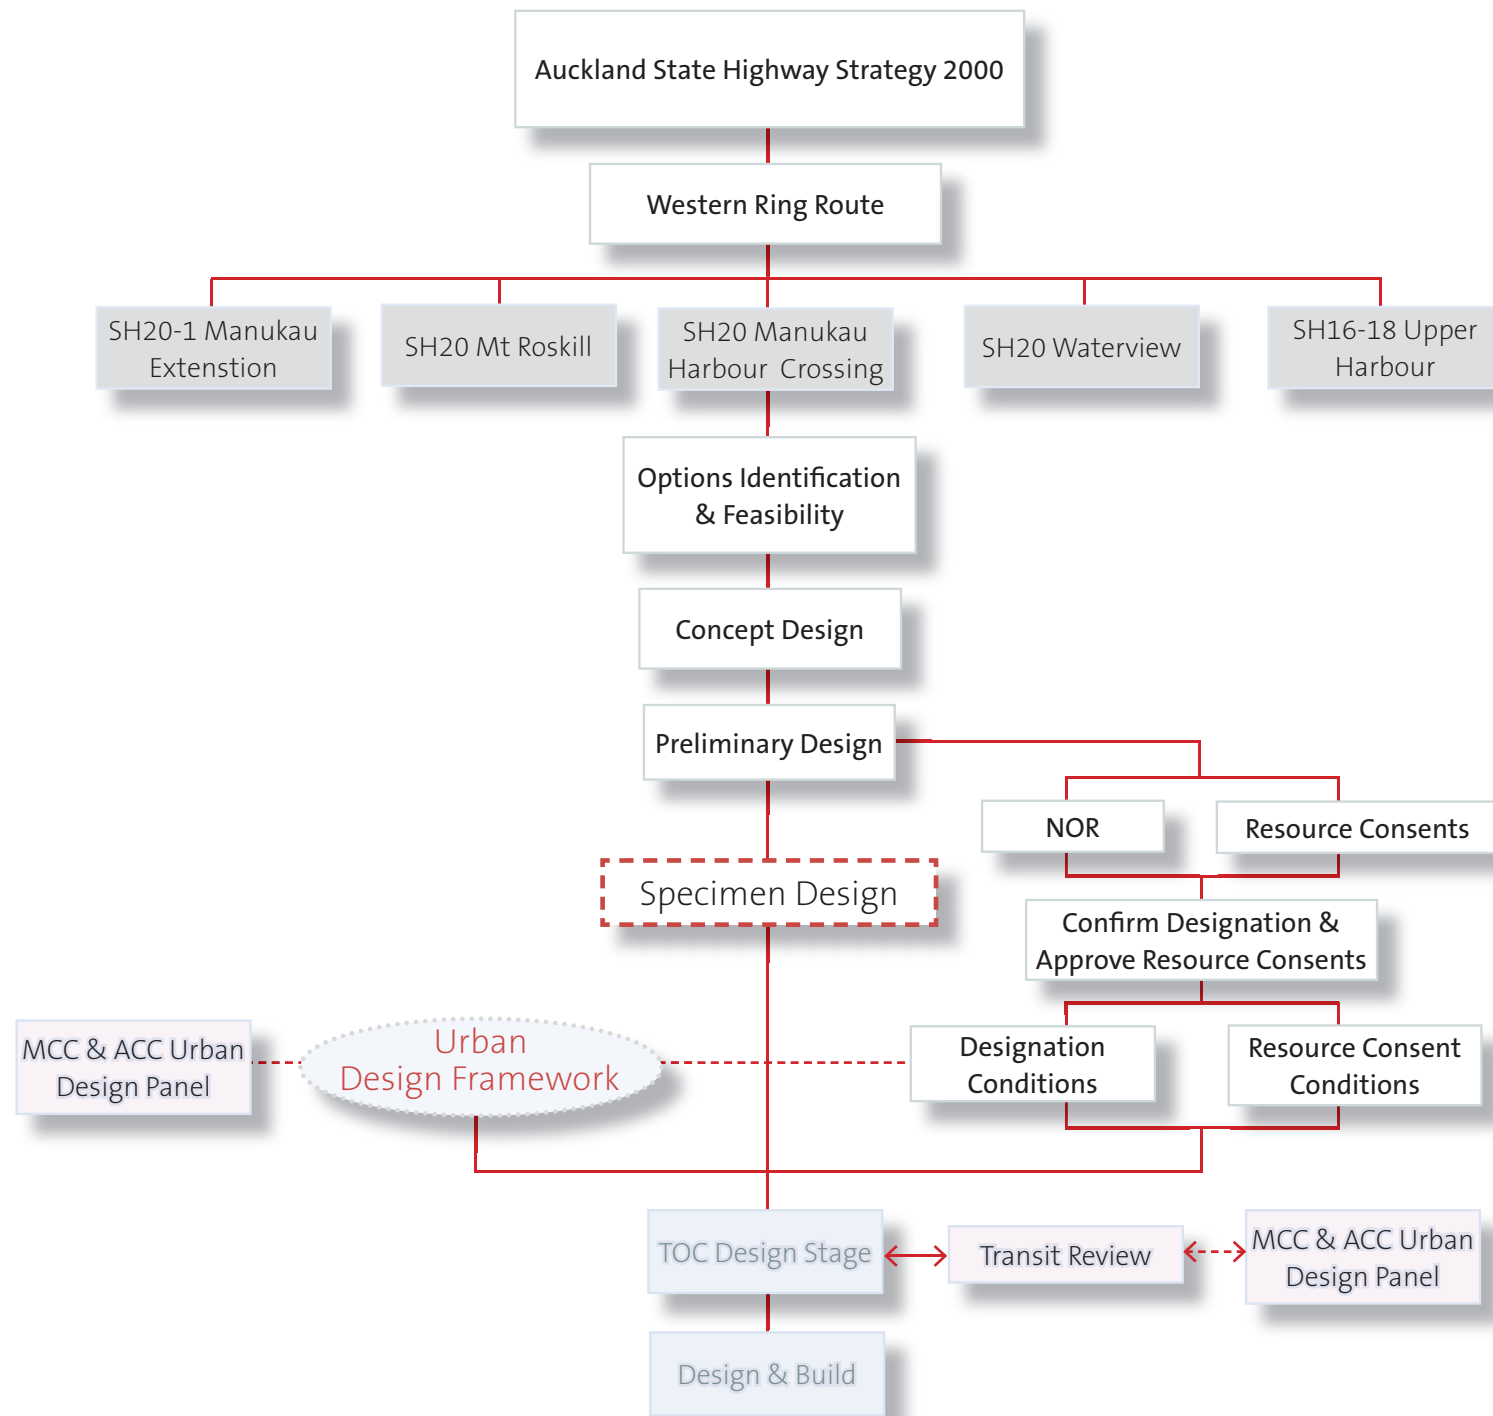 Auckland State Highway Strategy 2000
Western Ring Route
SH20-1 Manukau
Extenstion
SH20 Mt Roskill
SH20 Manukau
Harbour Crossing
SH20 Waterview
SH16-18 Upper
Harbour
Options Identification
& Feasibility
Concept Design
Preliminary Design
NOR
Resource Consents
Specimen Design
Confirm Designation &
Approve Resource Consents
MCC & ACC Urban
Design Panel
Urban
Design Framework
Designation
Conditions
Resource Consent
Conditions
TOC Design Stage
Transit Review
MCC & ACC Urban
Design Panel
Design & Build